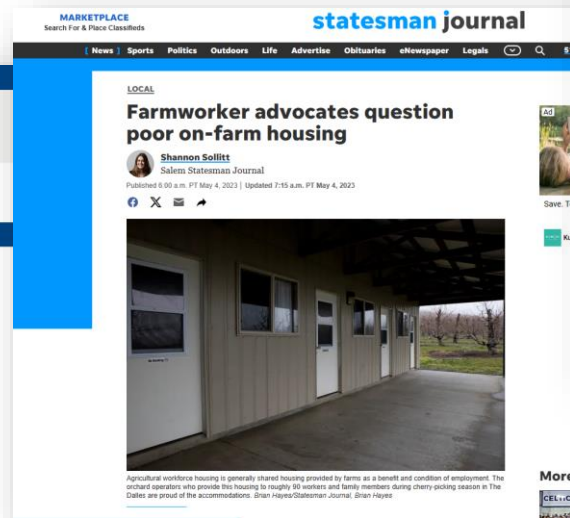 MARKETPLACE
Search For & Place Classifieds
statesman journal
[ News ] Sports Politics Outdoors Life Advertise Obituaries eNewspaper Legals
LOCAL
Farmworker advocates question
poor on-farm housing
Shannon Sollitt
Salem Statesman Journal
Published 6:00 a.m. PT May 4, 2023 | Updated 7:15 a.m. PT May 4, 2023
Ad
Save. T
Ku
Agricultural workforce housing is generally shared housing provided by farms as a benefit and condition of employment. The
orchard operators who provide this housing to roughly 90 workers and family members during cherry-picking season in The
Dalles are proud of the accommodations. Brian Hayes/Statesman Journal, Brian Hayes
More